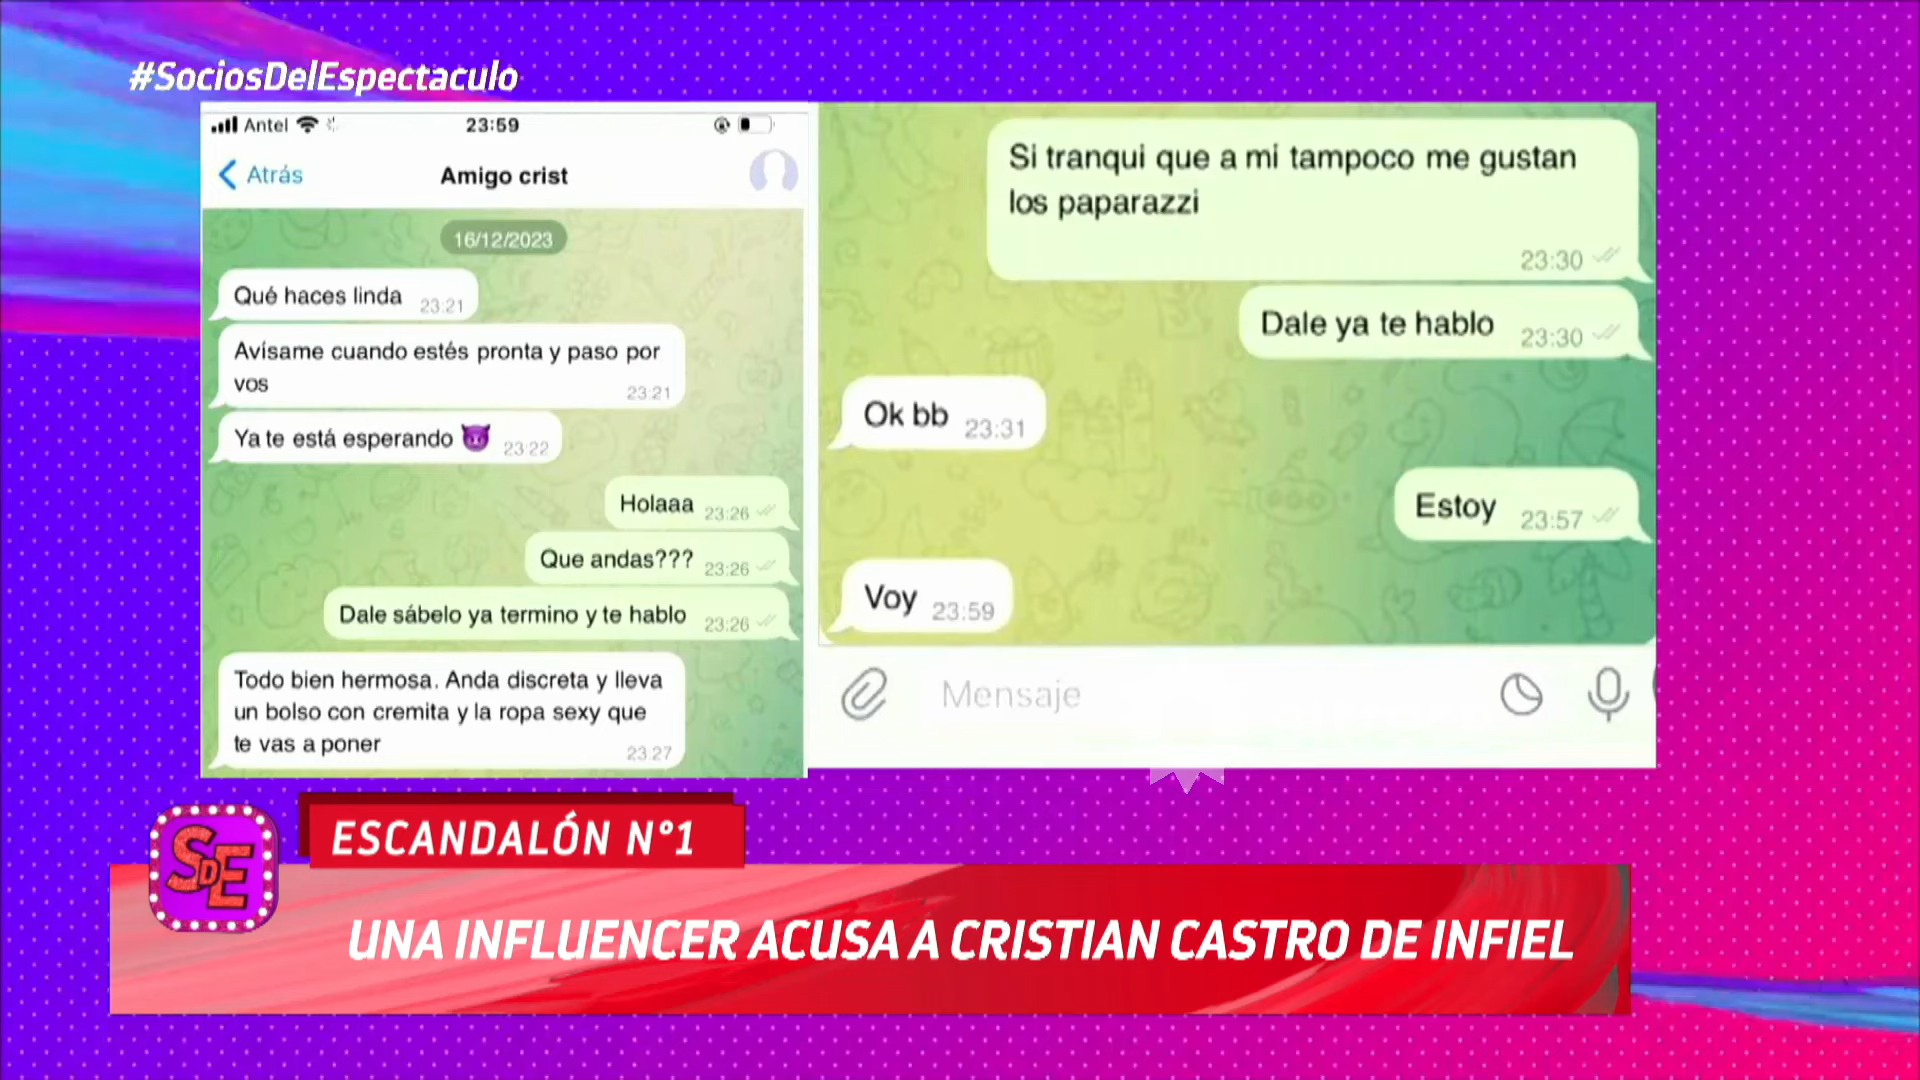 #SociosDelEspectaculo
Antel
23:59
Atrás
Amigo crist
16/12/2023
Qué haces linda 23:21
Avísame cuando estés pronta y paso por
vos
23:21
Ya te está esperando 😈 23:22
Holaaa 23:26
Que andas??? 23:26
Dale sábelo ya termino y te hablo 23:26
Todo bien hermosa. Anda discreta y lleva
un bolso con cremita y la ropa sexy que
te vas a poner
23:27
Si tranqui que a mi tampoco me gustan
los paparazzi
23:30
Dale ya te hablo 23:30
Ok bb 23:31
Estoy 23:57
Voy 23:59
Mensaje
SDE
ESCANDALÓN N°1
UNA INFLUENCER ACUSA A CRISTIAN CASTRO DE INFIEL